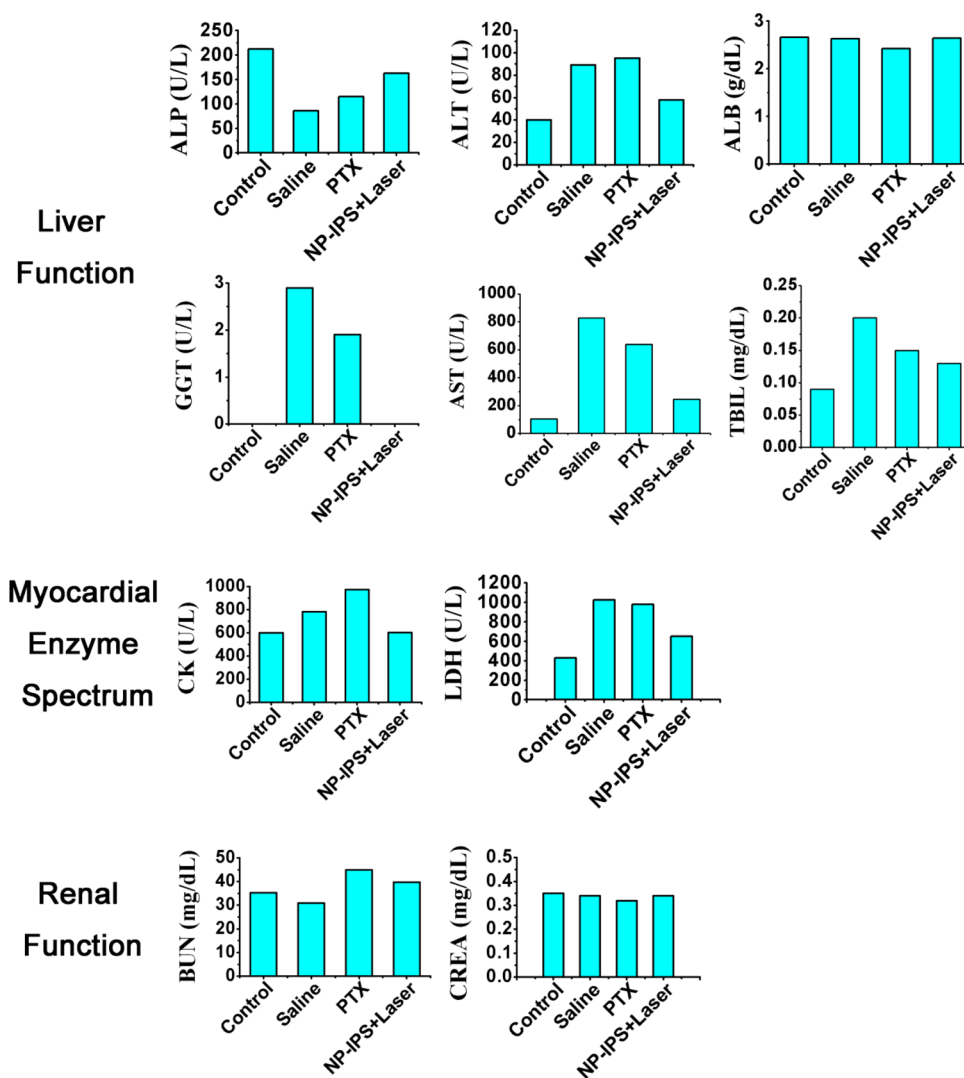 Liver
Function
ALP (U/L)
250
200
150
100
50
0
Control
Saline
PTX
NP-IPS+Laser
ALT (U/L)
120
100
80
60
40
20
0
Control
Saline
PTX
NP-IPS+Laser
ALB (g/dL)
3
2
1
0
Control
Saline
PTX
NP-IPS+Laser
GGT (U/L)
3
2
1
0
Control
Saline
PTX
NP-IPS+Laser
AST (U/L)
1000
800
600
400
200
0
Control
Saline
PTX
NP-IPS+Laser
TBIL (mg/dL)
0.25
0.20
0.15
0.10
0.05
0.00
Control
Saline
PTX
NP-IPS+Laser
Myocardial
Enzyme
Spectrum
CK (U/L)
1000
800
600
400
200
0
Control
Saline
PTX
NP-IPS+Laser
LDH (U/L)
1200
1000
800
600
400
200
0
Control
Saline
PTX
NP-IPS+Laser
Renal
Function
BUN (mg/dL)
50
40
30
20
10
0
Control
Saline
PTX
NP-IPS+Laser
CREA (mg/dL)
0.5
0.4
0.3
0.2
0.1
0.0
Control
Saline
PTX
NP-IPS+Laser